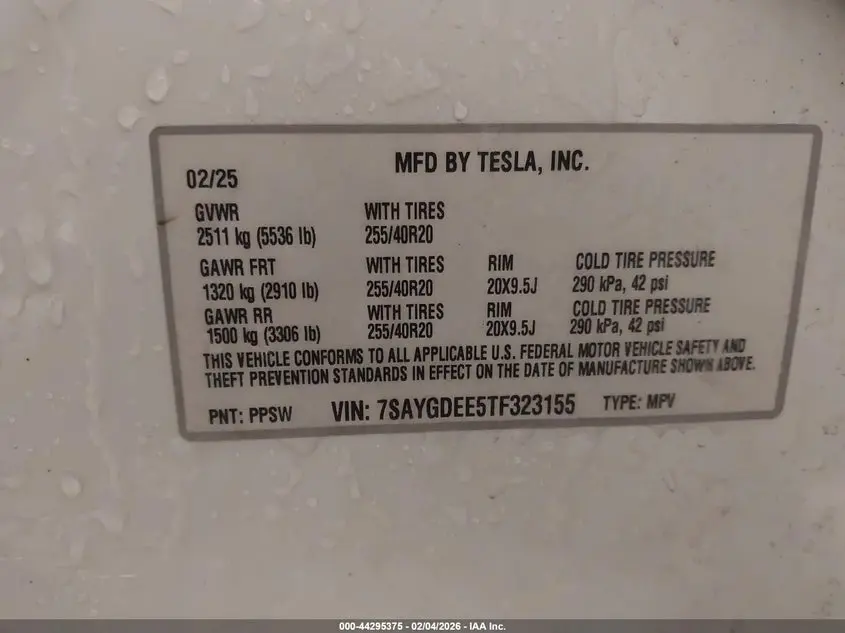 MFD BY TESLA, INC.
02/25
GVWR WITH TIRES
2511 kg (5536 lb) 255/40R20
GAWR FRT WITH TIRES RIM COLD TIRE PRESSURE
1320 kg (2910 lb) 255/40R20 20X9.5J 290 kPa, 42 psi
GAWR RR WITH TIRES RIM COLD TIRE PRESSURE
1500 kg (3306 lb) 255/40R20 20X9.5J 290 kPa, 42 psi
THIS VEHICLE CONFORMS TO ALL APPLICABLE U.S. FEDERAL MOTOR VEHICLE SAFETY AND
THEFT PREVENTION STANDARDS IN EFFECT ON THE DATE OF MANUFACTURE SHOWN ABOVE.
PNT: PPSW VIN: 7SAYGDEE5TF323155 TYPE: MPV
000-44295375 - 02/04/2026 - IAA Inc.